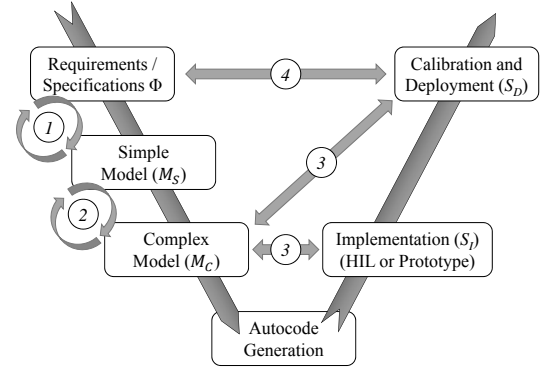 Requirements /
Specifications Φ
Calibration and
Deployment (S_D)
4
1
Simple
Model (M_S)
3
2
Complex
Model (M_C)
3
Implementation (S_I)
(HIL or Prototype)
Autocode
Generation